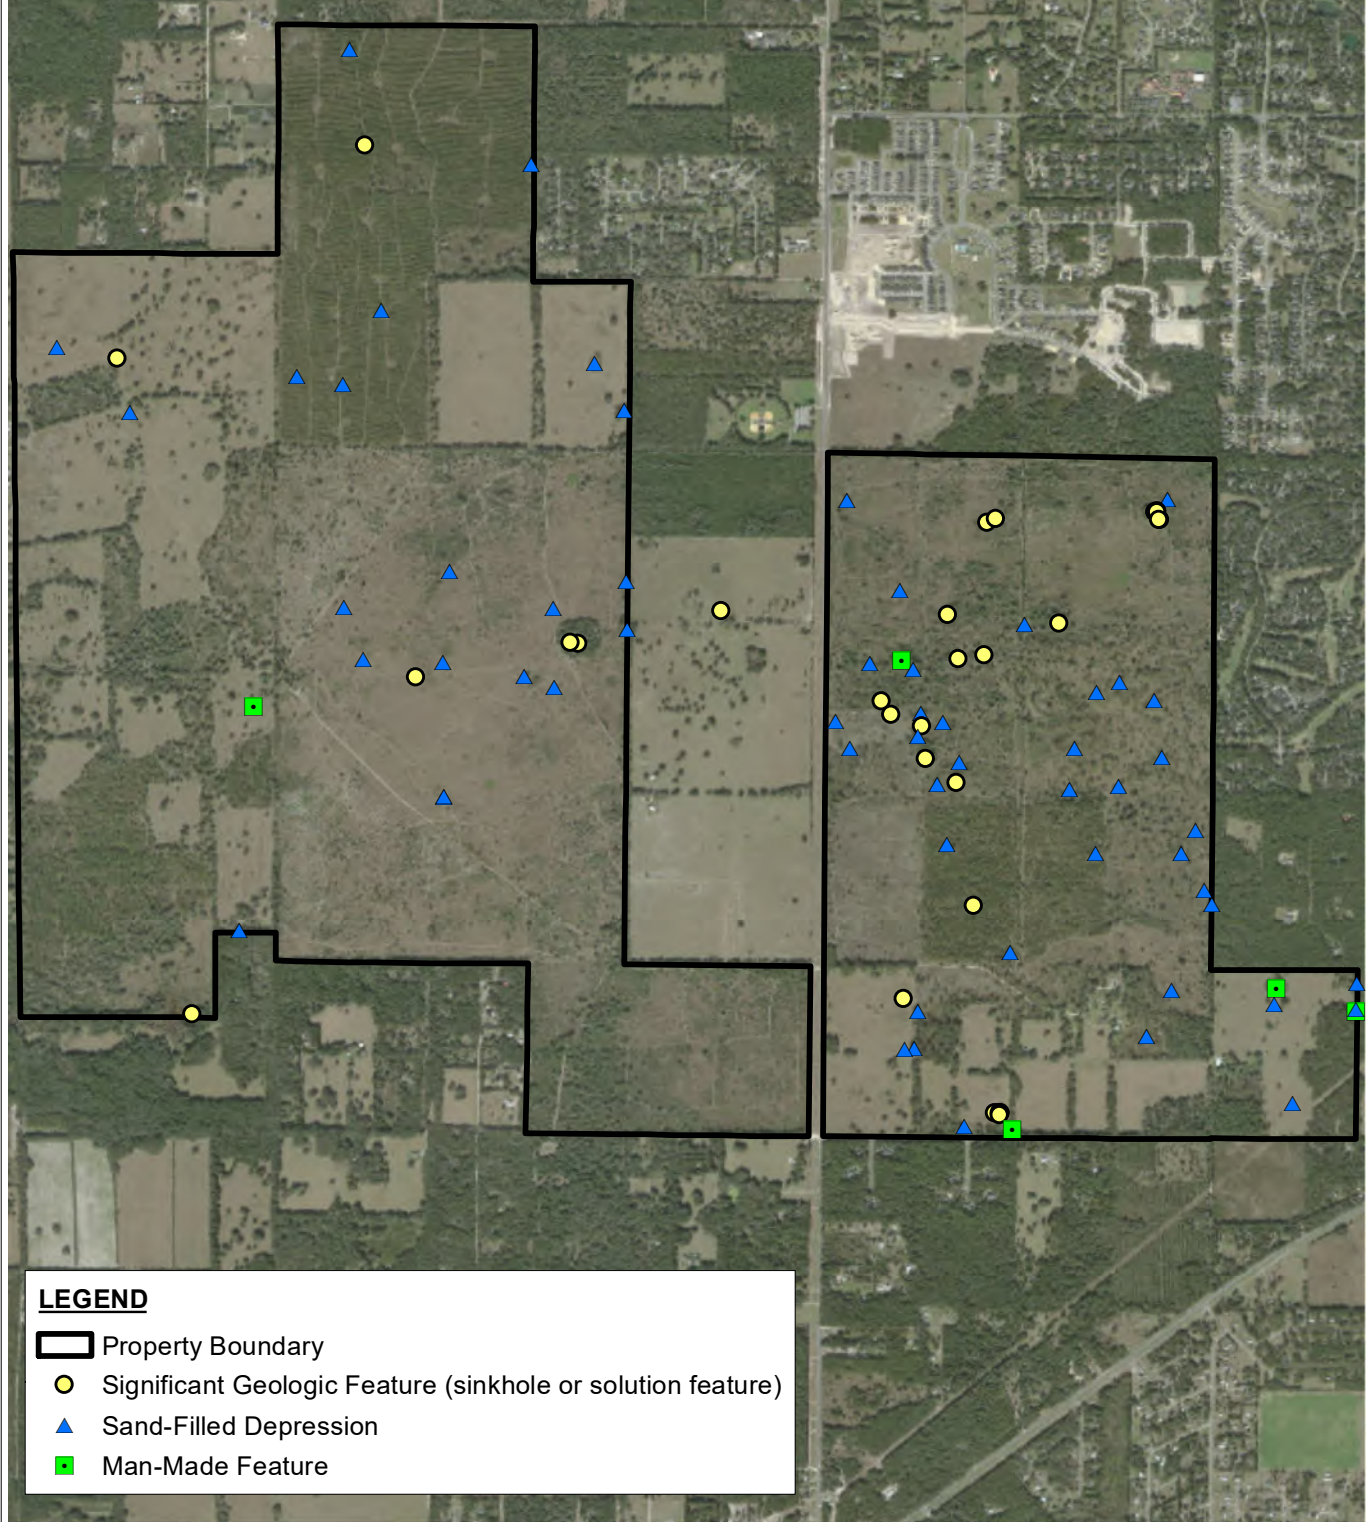 LEGEND
Property Boundary
Significant Geologic Feature (sinkhole or solution feature)
Sand-Filled Depression
Man-Made Feature